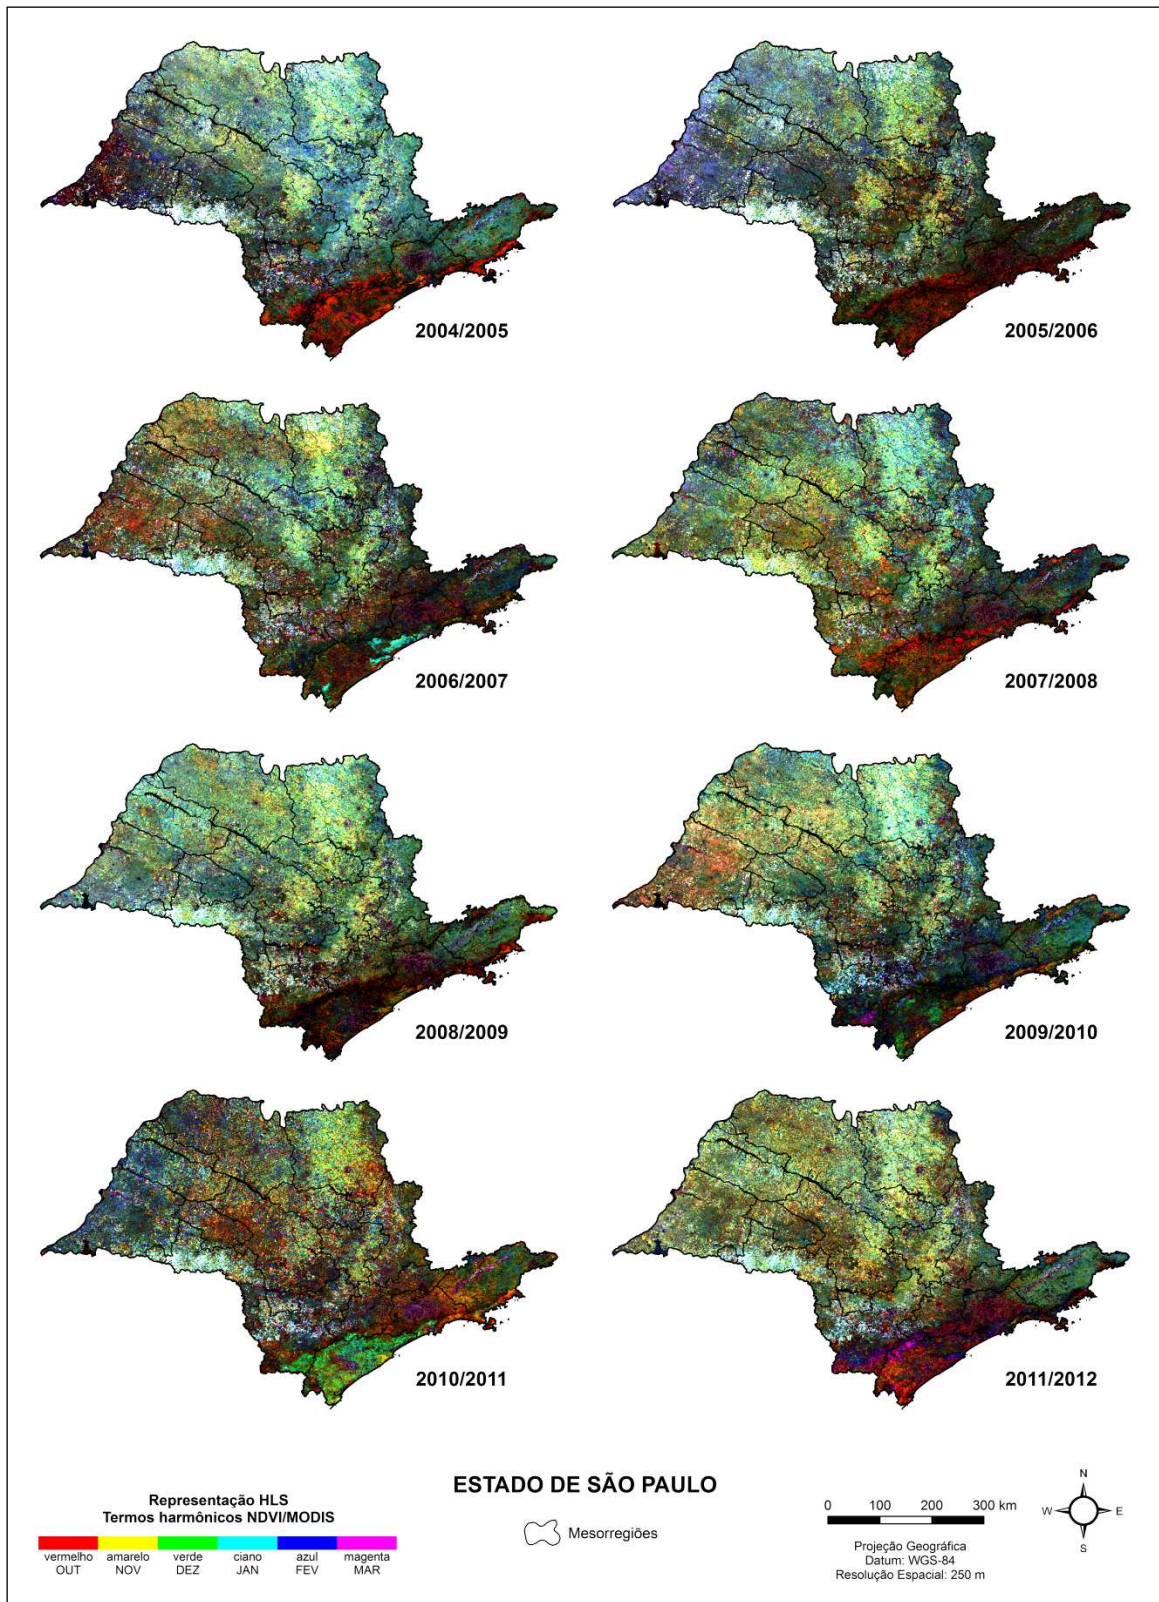 2004/2005
2005/2006
2006/2007
2007/2008
2008/2009
2009/2010
2010/2011
2011/2012
Representação HLS
Termos harmônicos NDVI/MODIS
vermelho amarelo verde ciano azul magenta
OUT NOV DEZ JAN FEV MAR
ESTADO DE SÃO PAULO
Mesorregiões
0 100 200 300 km
Projeção Geográfica
Datum: WGS-84
Resolução Espacial: 250 m
N
W E
S